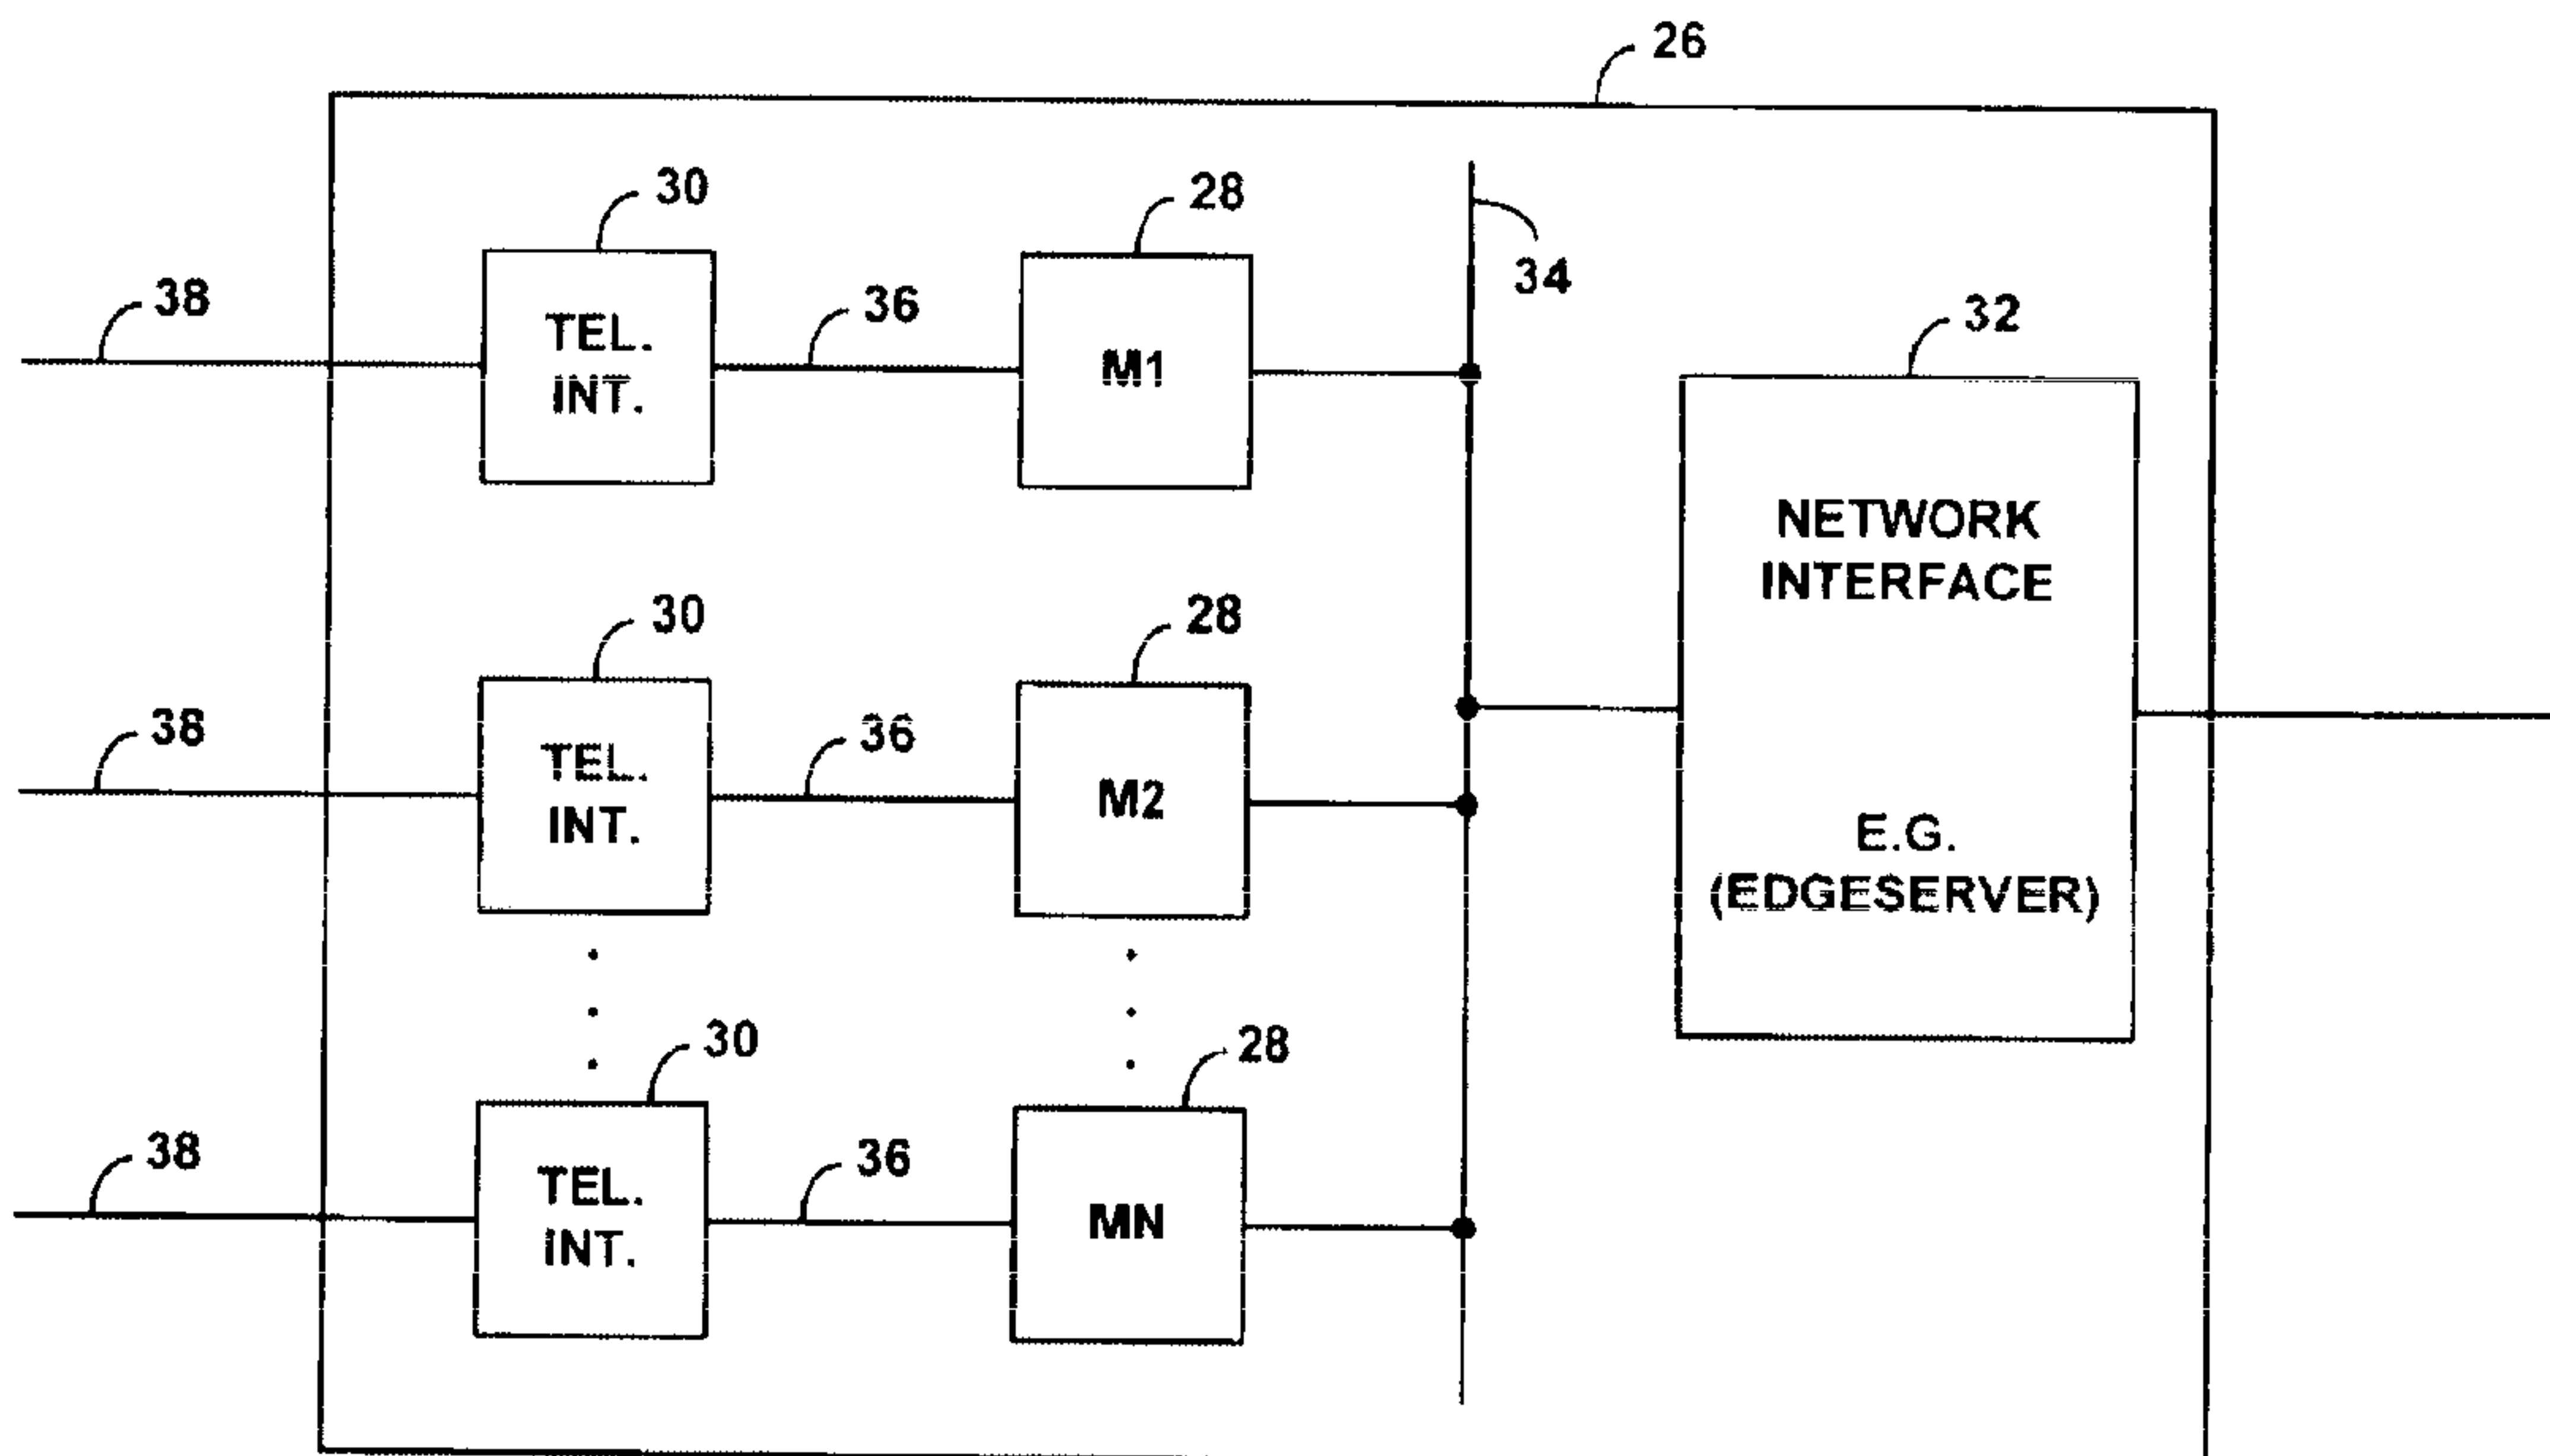 26
30
28
34
38
36
32
TEL.
INT.
M1
NETWORK
INTERFACE
30
28
38
36
TEL.
INT.
M2
E.G.
(EDGESERVER)
30
28
38
36
TEL.
INT.
MN